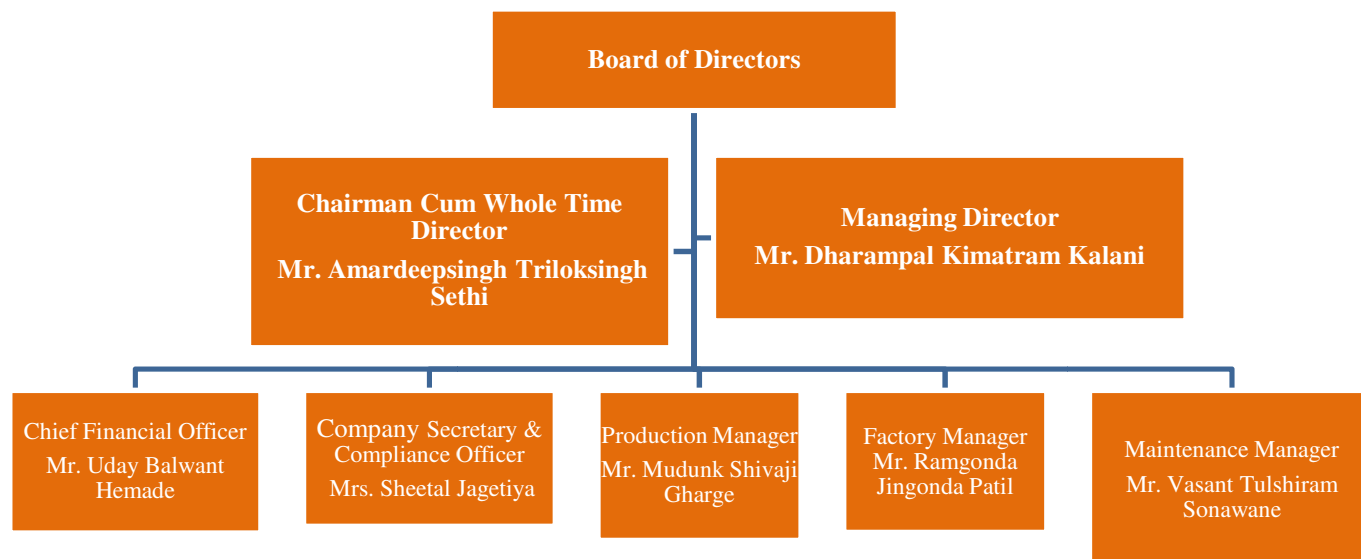 Board of Directors
Chairman Cum Whole Time
Director
Mr. Amardeepsingh Triloksingh
Sethi
Managing Director
Mr. Dharampal Kimatram Kalani
Chief Financial Officer
Mr. Uday Balwant
Hemade
Company Secretary &
Compliance Officer
Mrs. Sheetal Jagetiya
Production Manager
Mr. Mudunk Shivaji
Gharge
Factory Manager
Mr. Ramgonda
Jingonda Patil
Maintenance Manager
Mr. Vasant Tulshiram
Sonawane